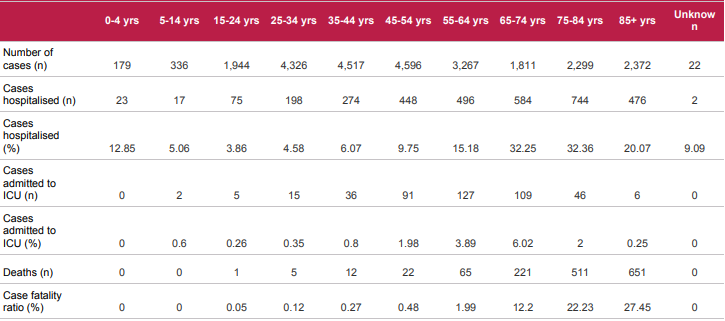 0-4 yrs 5-14 yrs 15-24 yrs 25-34 yrs 35-44 yrs 45-54 yrs 55-64 yrs 65-74 yrs 75-84 yrs 85+ yrs Unknow
n
Number of
cases (n) 179 336 1,944 4,326 4,517 4,596 3,267 1,811 2,299 2,372 22
Cases
hospitalised (n) 23 17 75 198 274 448 496 584 744 476 2
Cases
hospitalised
(%) 12.85 5.06 3.86 4.58 6.07 9.75 15.18 32.25 32.36 20.07 9.09
Cases
admitted to
ICU (n) 0 2 5 15 36 91 127 109 46 6 0
Cases
admitted to
ICU (%) 0 0.6 0.26 0.35 0.8 1.98 3.89 6.02 2 0.25 0
Deaths (n) 0 0 1 5 12 22 65 221 511 651 0
Case fatality
ratio (%) 0 0 0.05 0.12 0.27 0.48 1.99 12.2 22.23 27.45 0